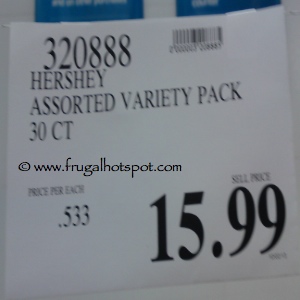 320888
HERSHEY
ASSORTED VARIETY PACK
30 CT
www.frugalhotspot.com
PRICE PER EACH
.533
SELL PRICE
15.99